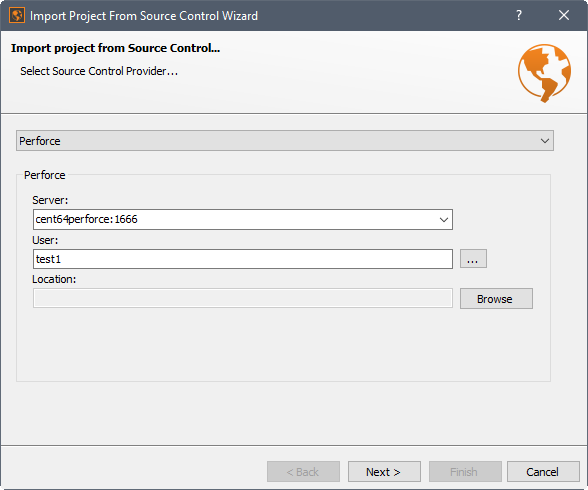 Import Project From Source Control Wizard
?
Import project from Source Control...
Select Source Control Provider...
Perforce
Perforce
Server:
cent64perforce:1666
User:
test1
...
Location:
Browse
< Back
Next >
Finish
Cancel